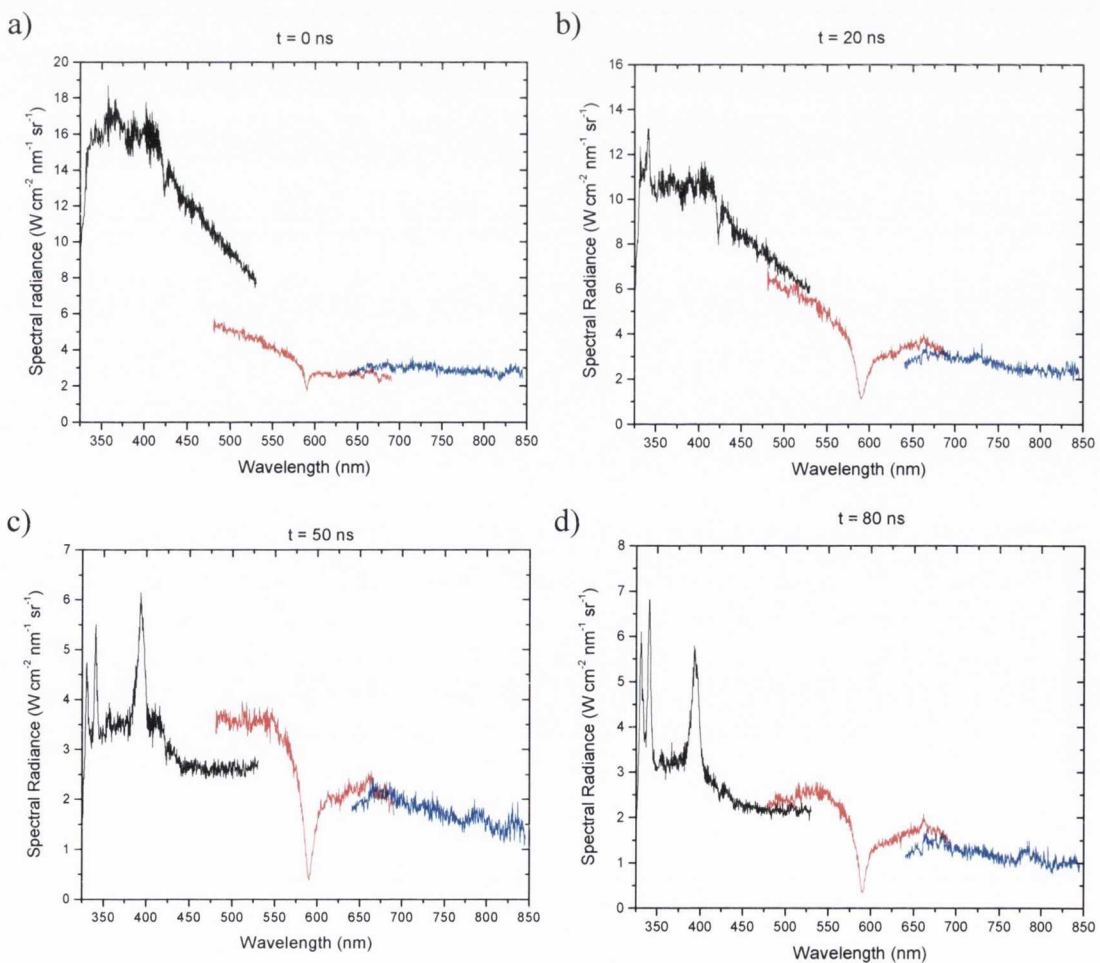 a)
t = 0 ns
Spectral radiance (W cm⁻² nm⁻¹ sr⁻¹)
20
18
16
14
12
10
8
6
4
2
0
350 400 450 500 550 600 650 700 750 800 850
Wavelength (nm)
b)
t = 20 ns
Spectral Radiance (W cm⁻² nm⁻¹ sr⁻¹)
16
14
12
10
8
6
4
2
0
350 400 450 500 550 600 650 700 750 800 850
Wavelength (nm)
c)
t = 50 ns
Spectral Radiance (W cm⁻² nm⁻¹ sr⁻¹)
7
6
5
4
3
2
1
0
350 400 450 500 550 600 650 700 750 800 850
Wavelength (nm)
d)
t = 80 ns
Spectral Radiance (W cm⁻² nm⁻¹ sr⁻¹)
8
7
6
5
4
3
2
1
0
350 400 450 500 550 600 650 700 750 800 850
Wavelength (nm)